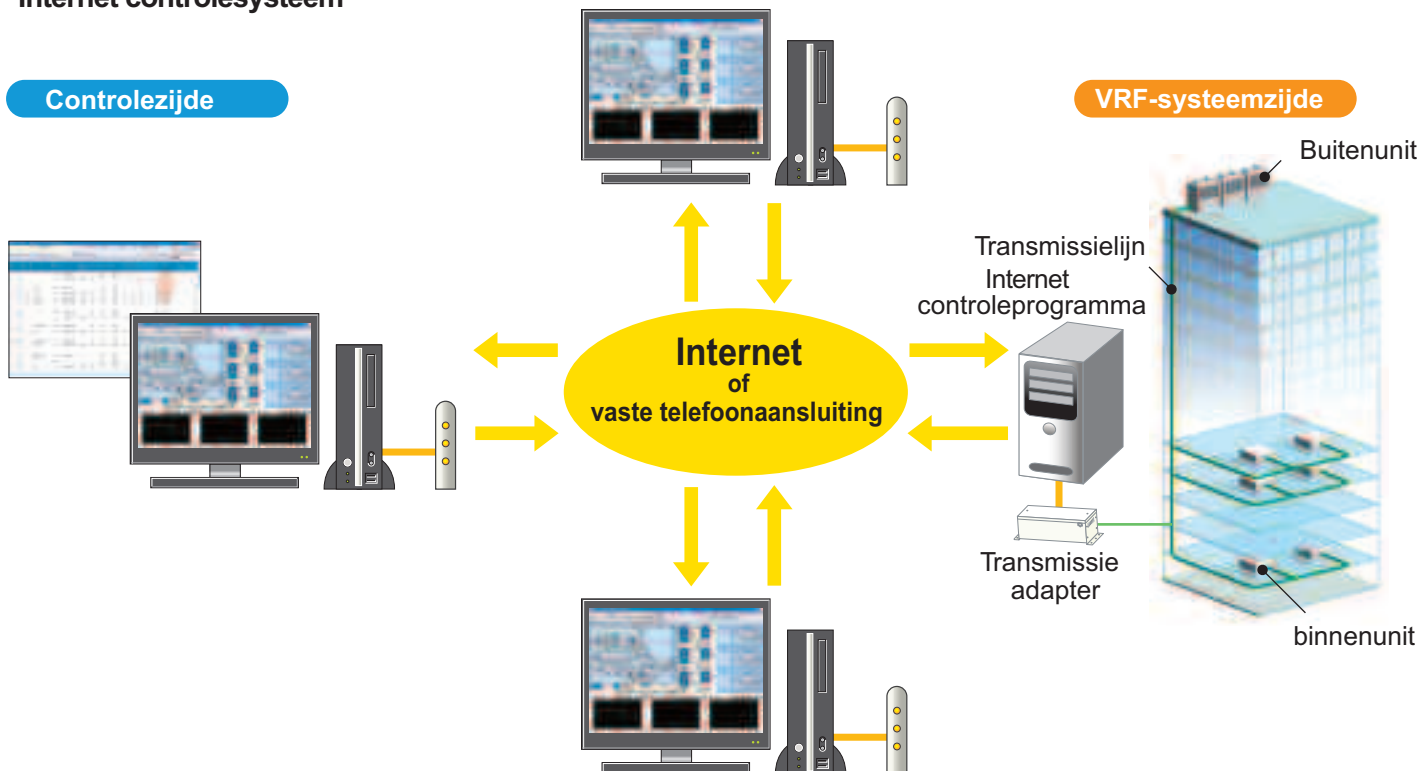 Internet controlesysteem
Controlezijde
VRF-systeemzijde
Buitenunit
Transmissielijn
Internet
controleprogramma
Internet
of
vaste telefoonaansluiting
Transmissie
adapter
binnenunit